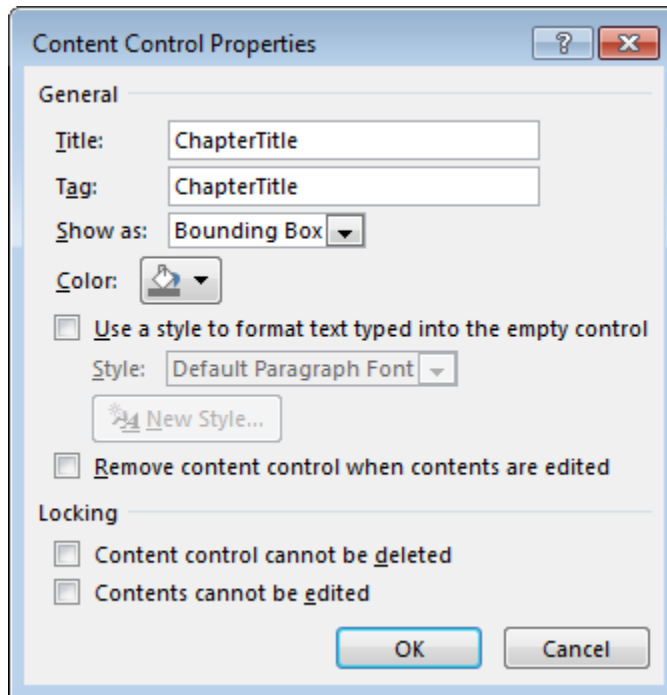 Content Control Properties
General
Title: ChapterTitle
Tag: ChapterTitle
Show as: Bounding Box
Color:
Use a style to format text typed into the empty control
Style: Default Paragraph Font
New Style...
Remove content control when contents are edited
Locking
Content control cannot be deleted
Contents cannot be edited
OK Cancel